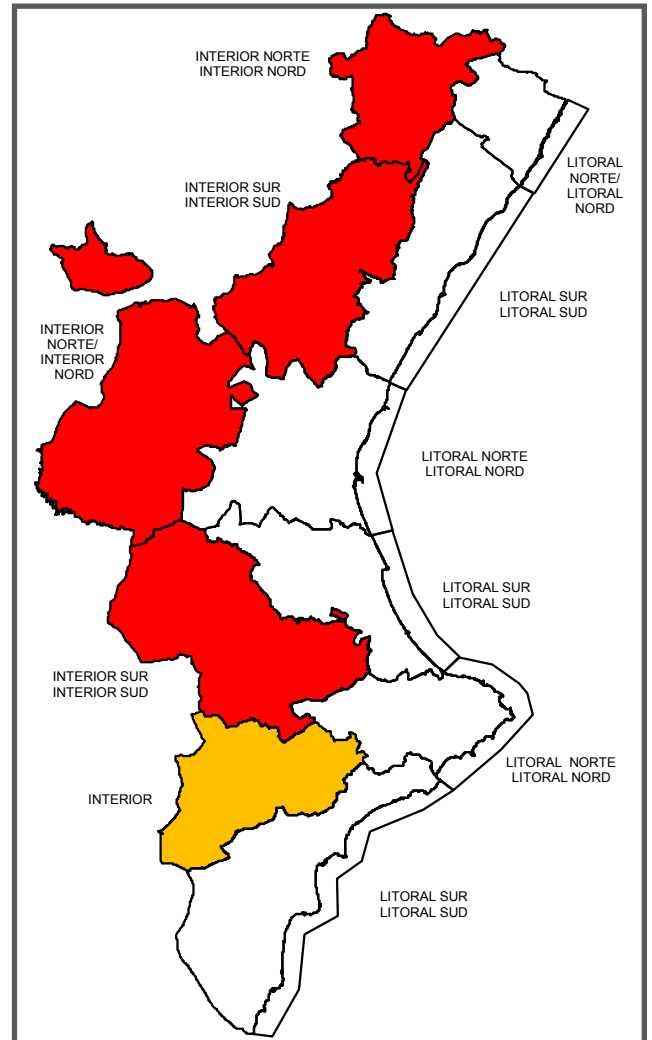 INTERIOR NORTE
INTERIOR NORD
LITORAL
NORTE/
LITORAL
NORD
INTERIOR SUR
INTERIOR SUD
LITORAL SUR
LITORAL SUD
INTERIOR
NORTE/
INTERIOR
NORD
LITORAL NORTE
LITORAL NORD
LITORAL SUR
LITORAL SUD
INTERIOR SUR
INTERIOR SUD
LITORAL NORTE
LITORAL NORD
INTERIOR
LITORAL SUR
LITORAL SUD